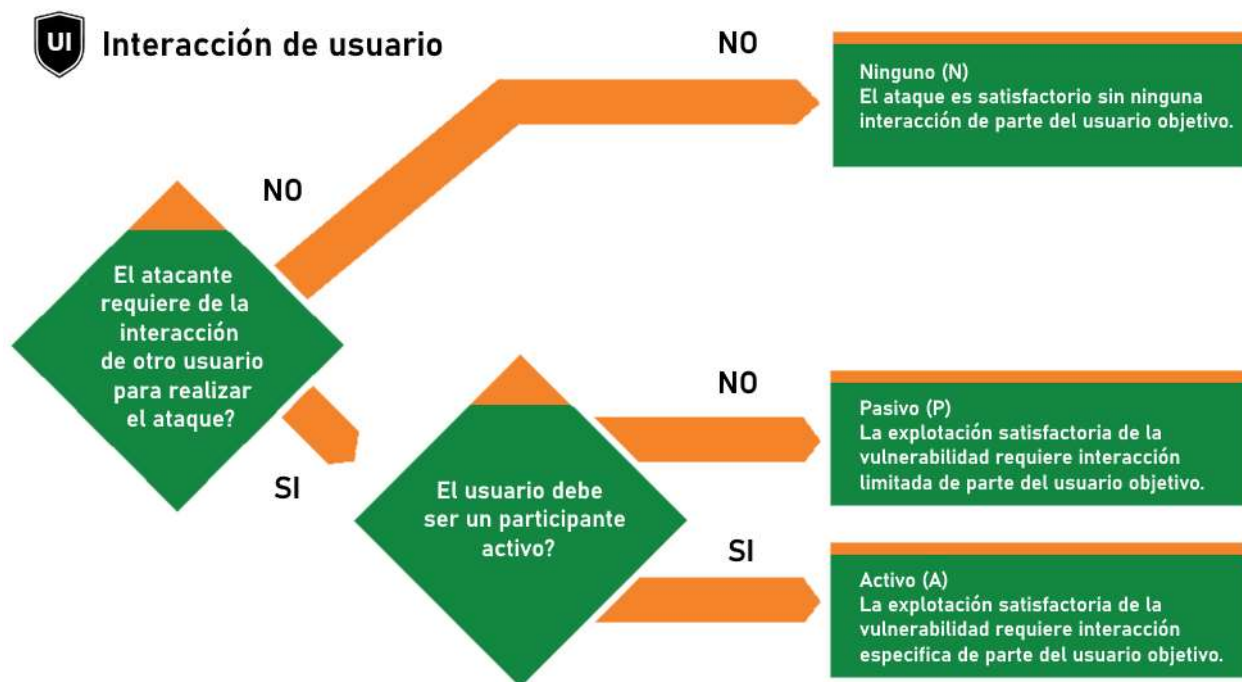 UI
Interacción de usuario
NO
Ninguno (N)
El ataque es satisfactorio sin ninguna
interacción de parte del usuario objetivo.
NO
El atacante
requiere de la
interacción
de otro usuario
para realizar
el ataque?
SI
El usuario debe
ser un participante
activo?
NO
Pasivo (P)
La explotación satisfactoria de la
vulnerabilidad requiere interacción
limitada de parte del usuario objetivo.
SI
Activo (A)
La explotación satisfactoria de la
vulnerabilidad requiere interacción
especifica de parte del usuario objetivo.